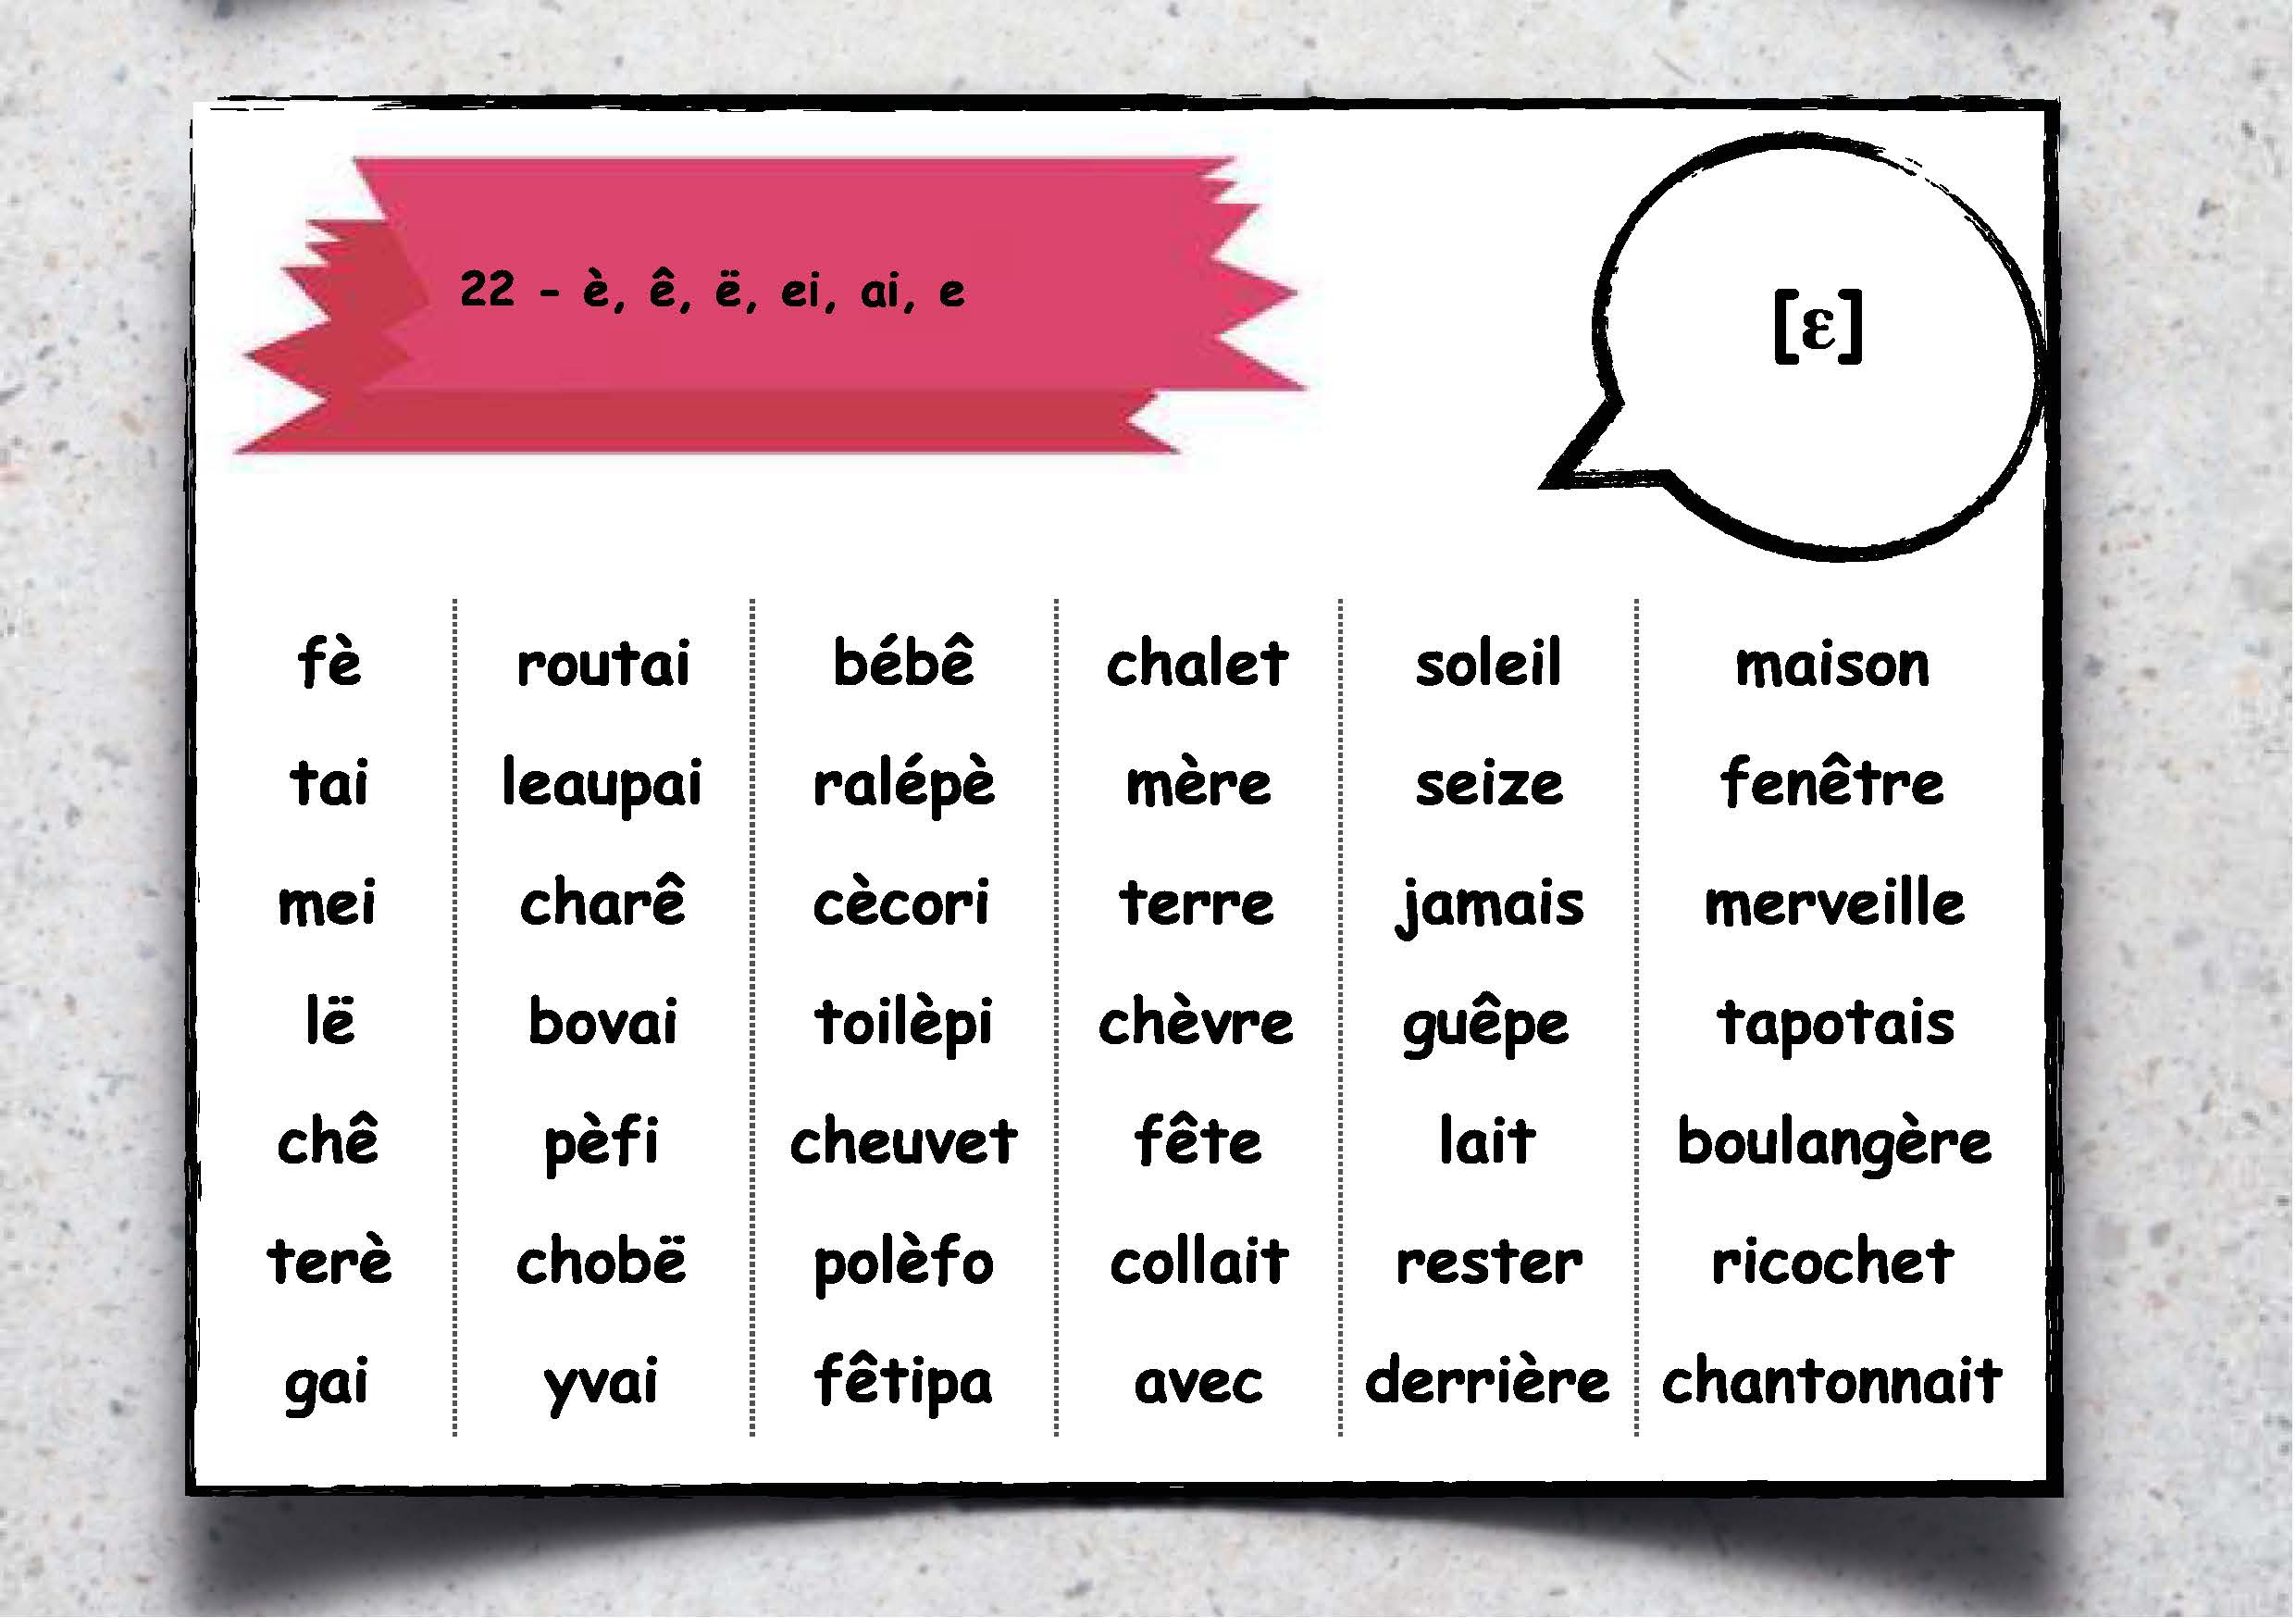 22 - è, ê, ë, ei, ai, e
[ε]
fè routai bébê chalet soleil maison
tai leaupai ralépè mère seize fenêtre
mei charê cècori terre jamais merveille
lë bovai toilèpi chèvre guêpe tapotais
chê pèfi cheuvet fête lait boulangère
terè chobë polèfo collait rester ricochet
gai yvai fêtipa avec derrière chantonnait